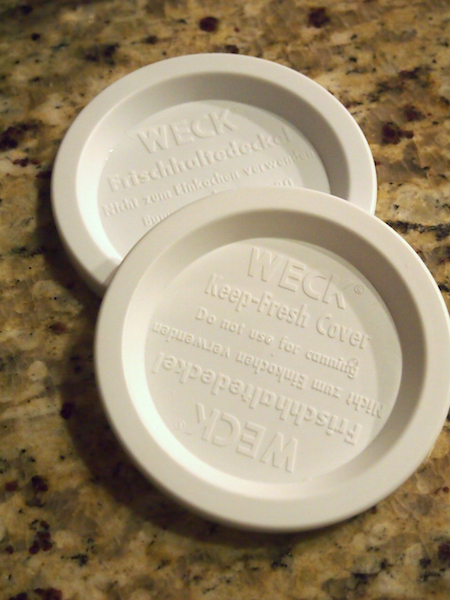 WECK
Frischhaltedeckel
Nicht zum Einkochen verwenden
WECK®
Keep-Fresh Cover
Do not use for canning
Nicht zum Einkochen verwenden
Frischhaltedeckel
WECK®